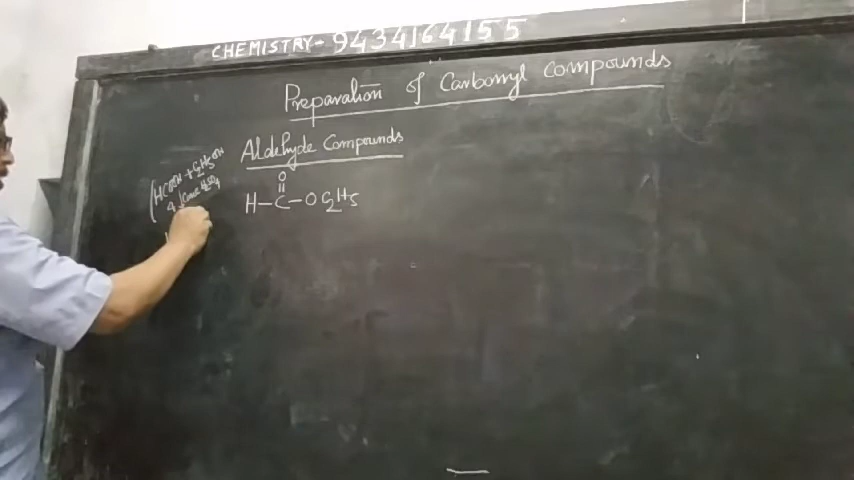 CHEMISTRY- 9434164155
Preparation of Carbonyl Compounds
Aldehyde Compounds
(HCOOH + C2H5OH
Conc H2SO4
O
H-C-OC2H5